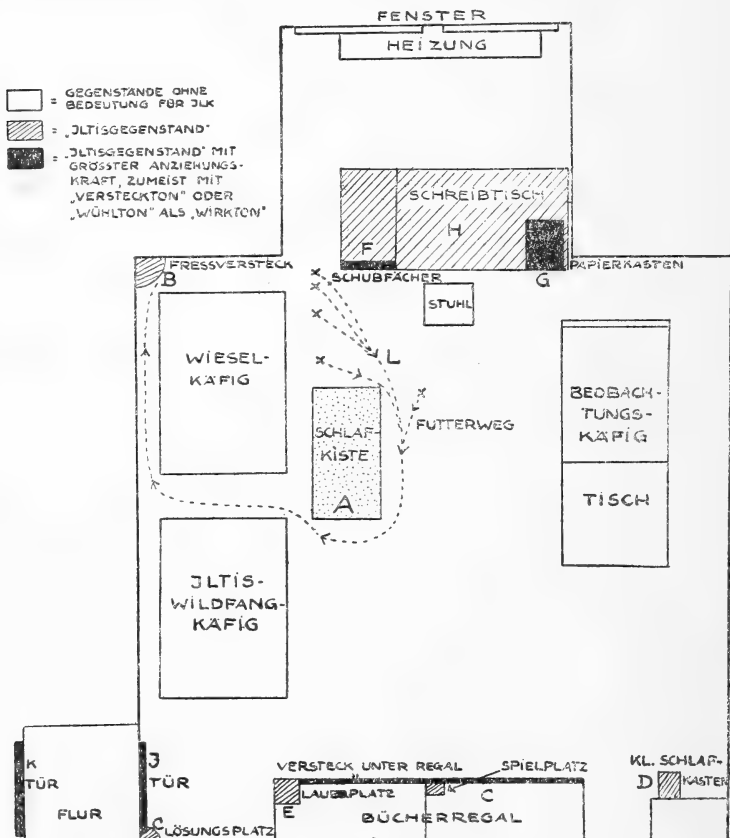 FENSTER
HEIZUNG
= GEGENSTÄNDE OHNE
BEDEUTUNG FÜR JLK
= „JLTISGEGENSTAND"
= „JLTISGEGENSTAND" MIT
GRÖSSTER ANZIEHUNGS-
KRAFT, ZUMEIST MIT
„VERSTECKTON" ODER
„WÜHLTON" ALS „WIRKTON"
SCHREIBTISCH
H
F
FRESSVERSTECK
B
SCHUBFÄCHER
G
PAPIERKASTEN
STUHL
L
WIESEL-
KÄFIG
BEOBACH-
TUNGS-
KÄFIG
FUTTERWEG
SCHLAF-
KISTE
A
TISCH
JLTIS-
WILDFANG-
KÄFIG
K
TÜR
FLUR
J
TÜR
C
LÖSUNGSPLATZ
VERSTECK UNTER REGAL
SPIELPLATZ
LAUERPLATZ
E
C
BÜCHERREGAL
KL. SCHLAF-
D
KASTEN